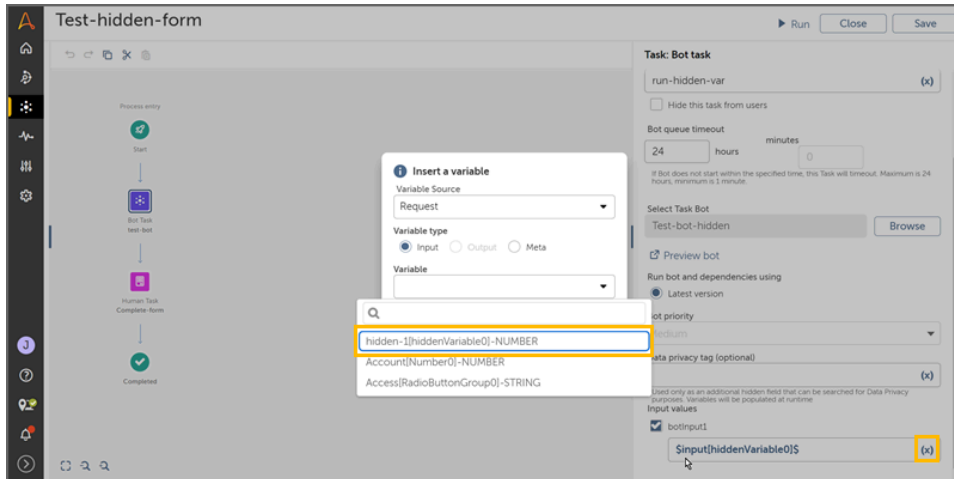 Test-hidden-form
Run
Close
Save
Process entry
Start
Bot Task
test-bot
Human Task
Complete-form
Completed
J
Insert a variable
Variable Source
Request
Variable type
Input
Output
Meta
Variable
hidden-1[hiddenVariable0]-NUMBER
Account[Number0]-NUMBER
Access[RadioButtonGroup0]-STRING
Task: Bot task
run-hidden-var
(x)
Hide this task from users
Bot queue timeout
24
hours
minutes
0
If Bot does not start within the specified time, this Task will timeout. Maximum is 24
hours, minimum is 1 minute.
Select Task Bot
Test-bot-hidden
Browse
Preview bot
Run bot and dependencies using
Latest version
ot priority
edium
ata privacy tag (optional)
(x)
Used only as an additional hidden field that can be searched for Data Privacy
purposes. Variables will be populated at runtime
Input values
botInput1
$input[hiddenVariable0]$
(x)